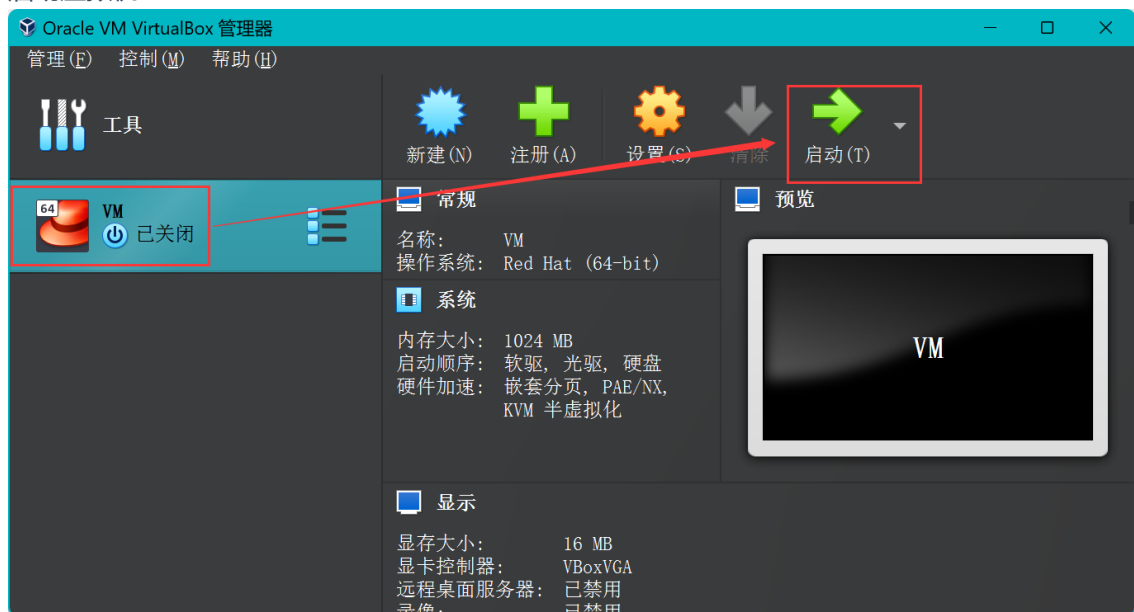 Oracle VM VirtualBox 管理器
管理(F) 控制(M) 帮助(H)
工具
新建(N) 注册(A) 设置(S) 清除 启动(T)
64
VM
已关闭
常规
名称: VM
操作系统: Red Hat (64-bit)
系统
内存大小: 1024 MB
启动顺序: 软驱, 光驱, 硬盘
硬件加速: 嵌套分页, PAE/NX,
KVM 半虚拟化
预览
VM
显示
显存大小: 16 MB
显卡控制器: VBoxVGA
远程桌面服务器: 已禁用
录像: 已禁用